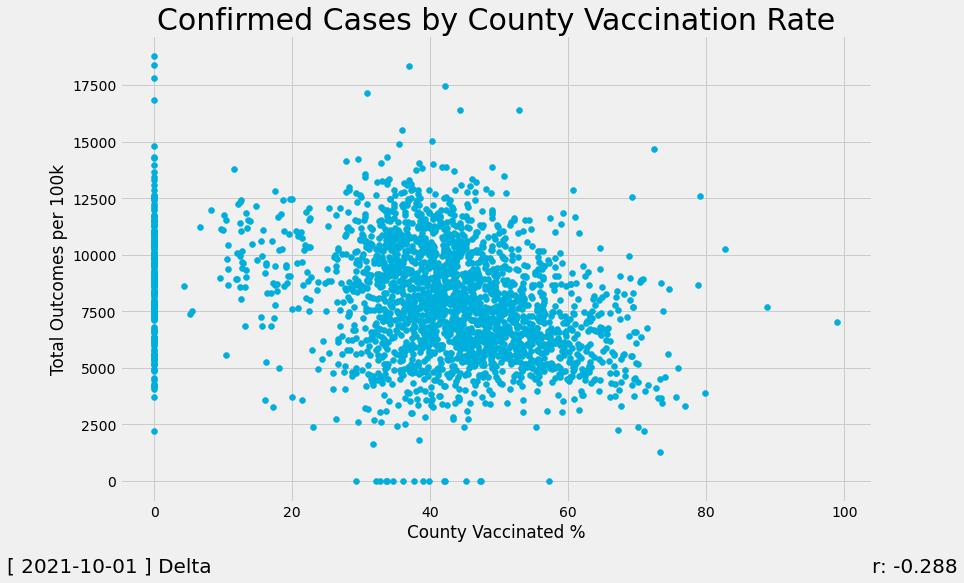 Confirmed Cases by County Vaccination Rate
Total Outcomes per 100k
17500
15000
12500
10000
7500
5000
2500
0
0 20 40 60 80 100
County Vaccinated %
[ 2021-10-01 ] Delta
r: -0.288